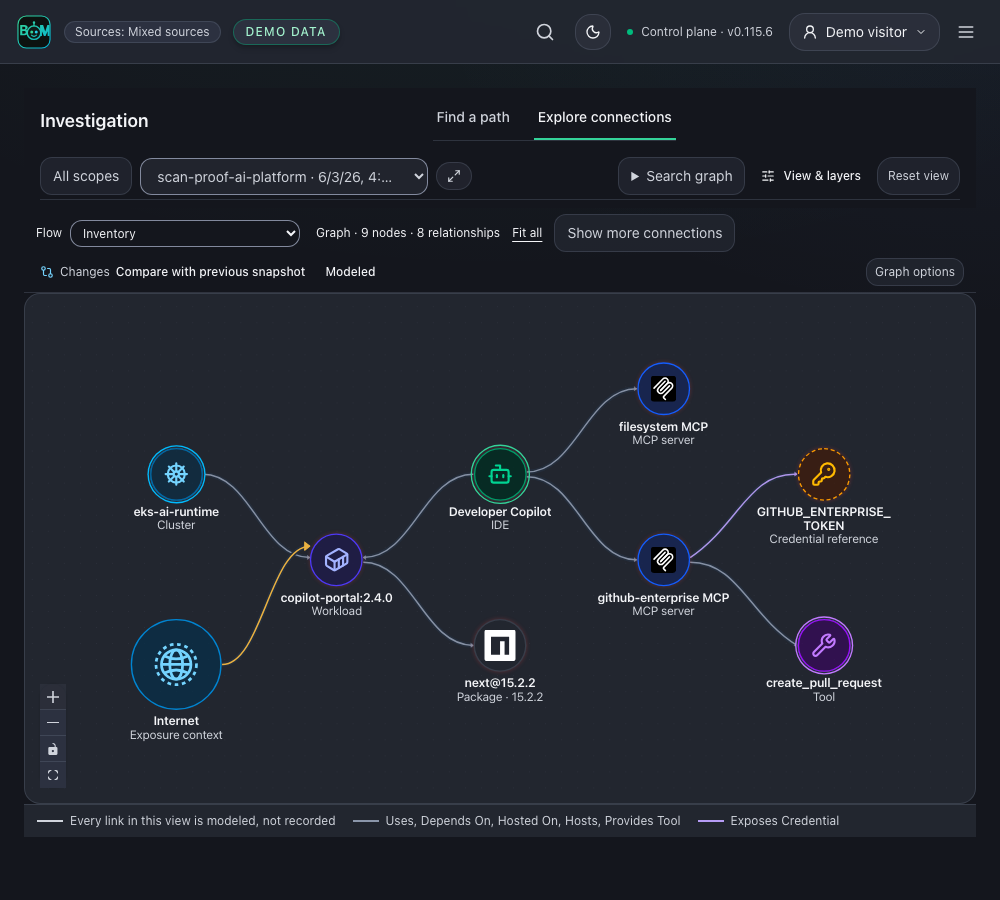 BOM
Sources: Mixed sources
DEMO DATA
Control plane · v0.115.6
Demo visitor
Investigation
Find a path
Explore connections
All scopes
scan-proof-ai-platform · 6/3/26, 4:...
Search graph
View & layers
Reset view
Flow
Inventory
Graph · 9 nodes · 8 relationships
Fit all
Show more connections
Changes
Compare with previous snapshot
Modeled
Graph options
filesystem MCP
MCP server
eks-ai-runtime
Cluster
Developer Copilot
IDE
GITHUB_ENTERPRISE_
TOKEN
Credential reference
copilot-portal:2.4.0
Workload
github-enterprise MCP
MCP server
next@15.2.2
Package · 15.2.2
create_pull_request
Tool
Internet
Exposure context
Every link in this view is modeled, not recorded
Uses, Depends On, Hosted On, Hosts, Provides Tool
Exposes Credential